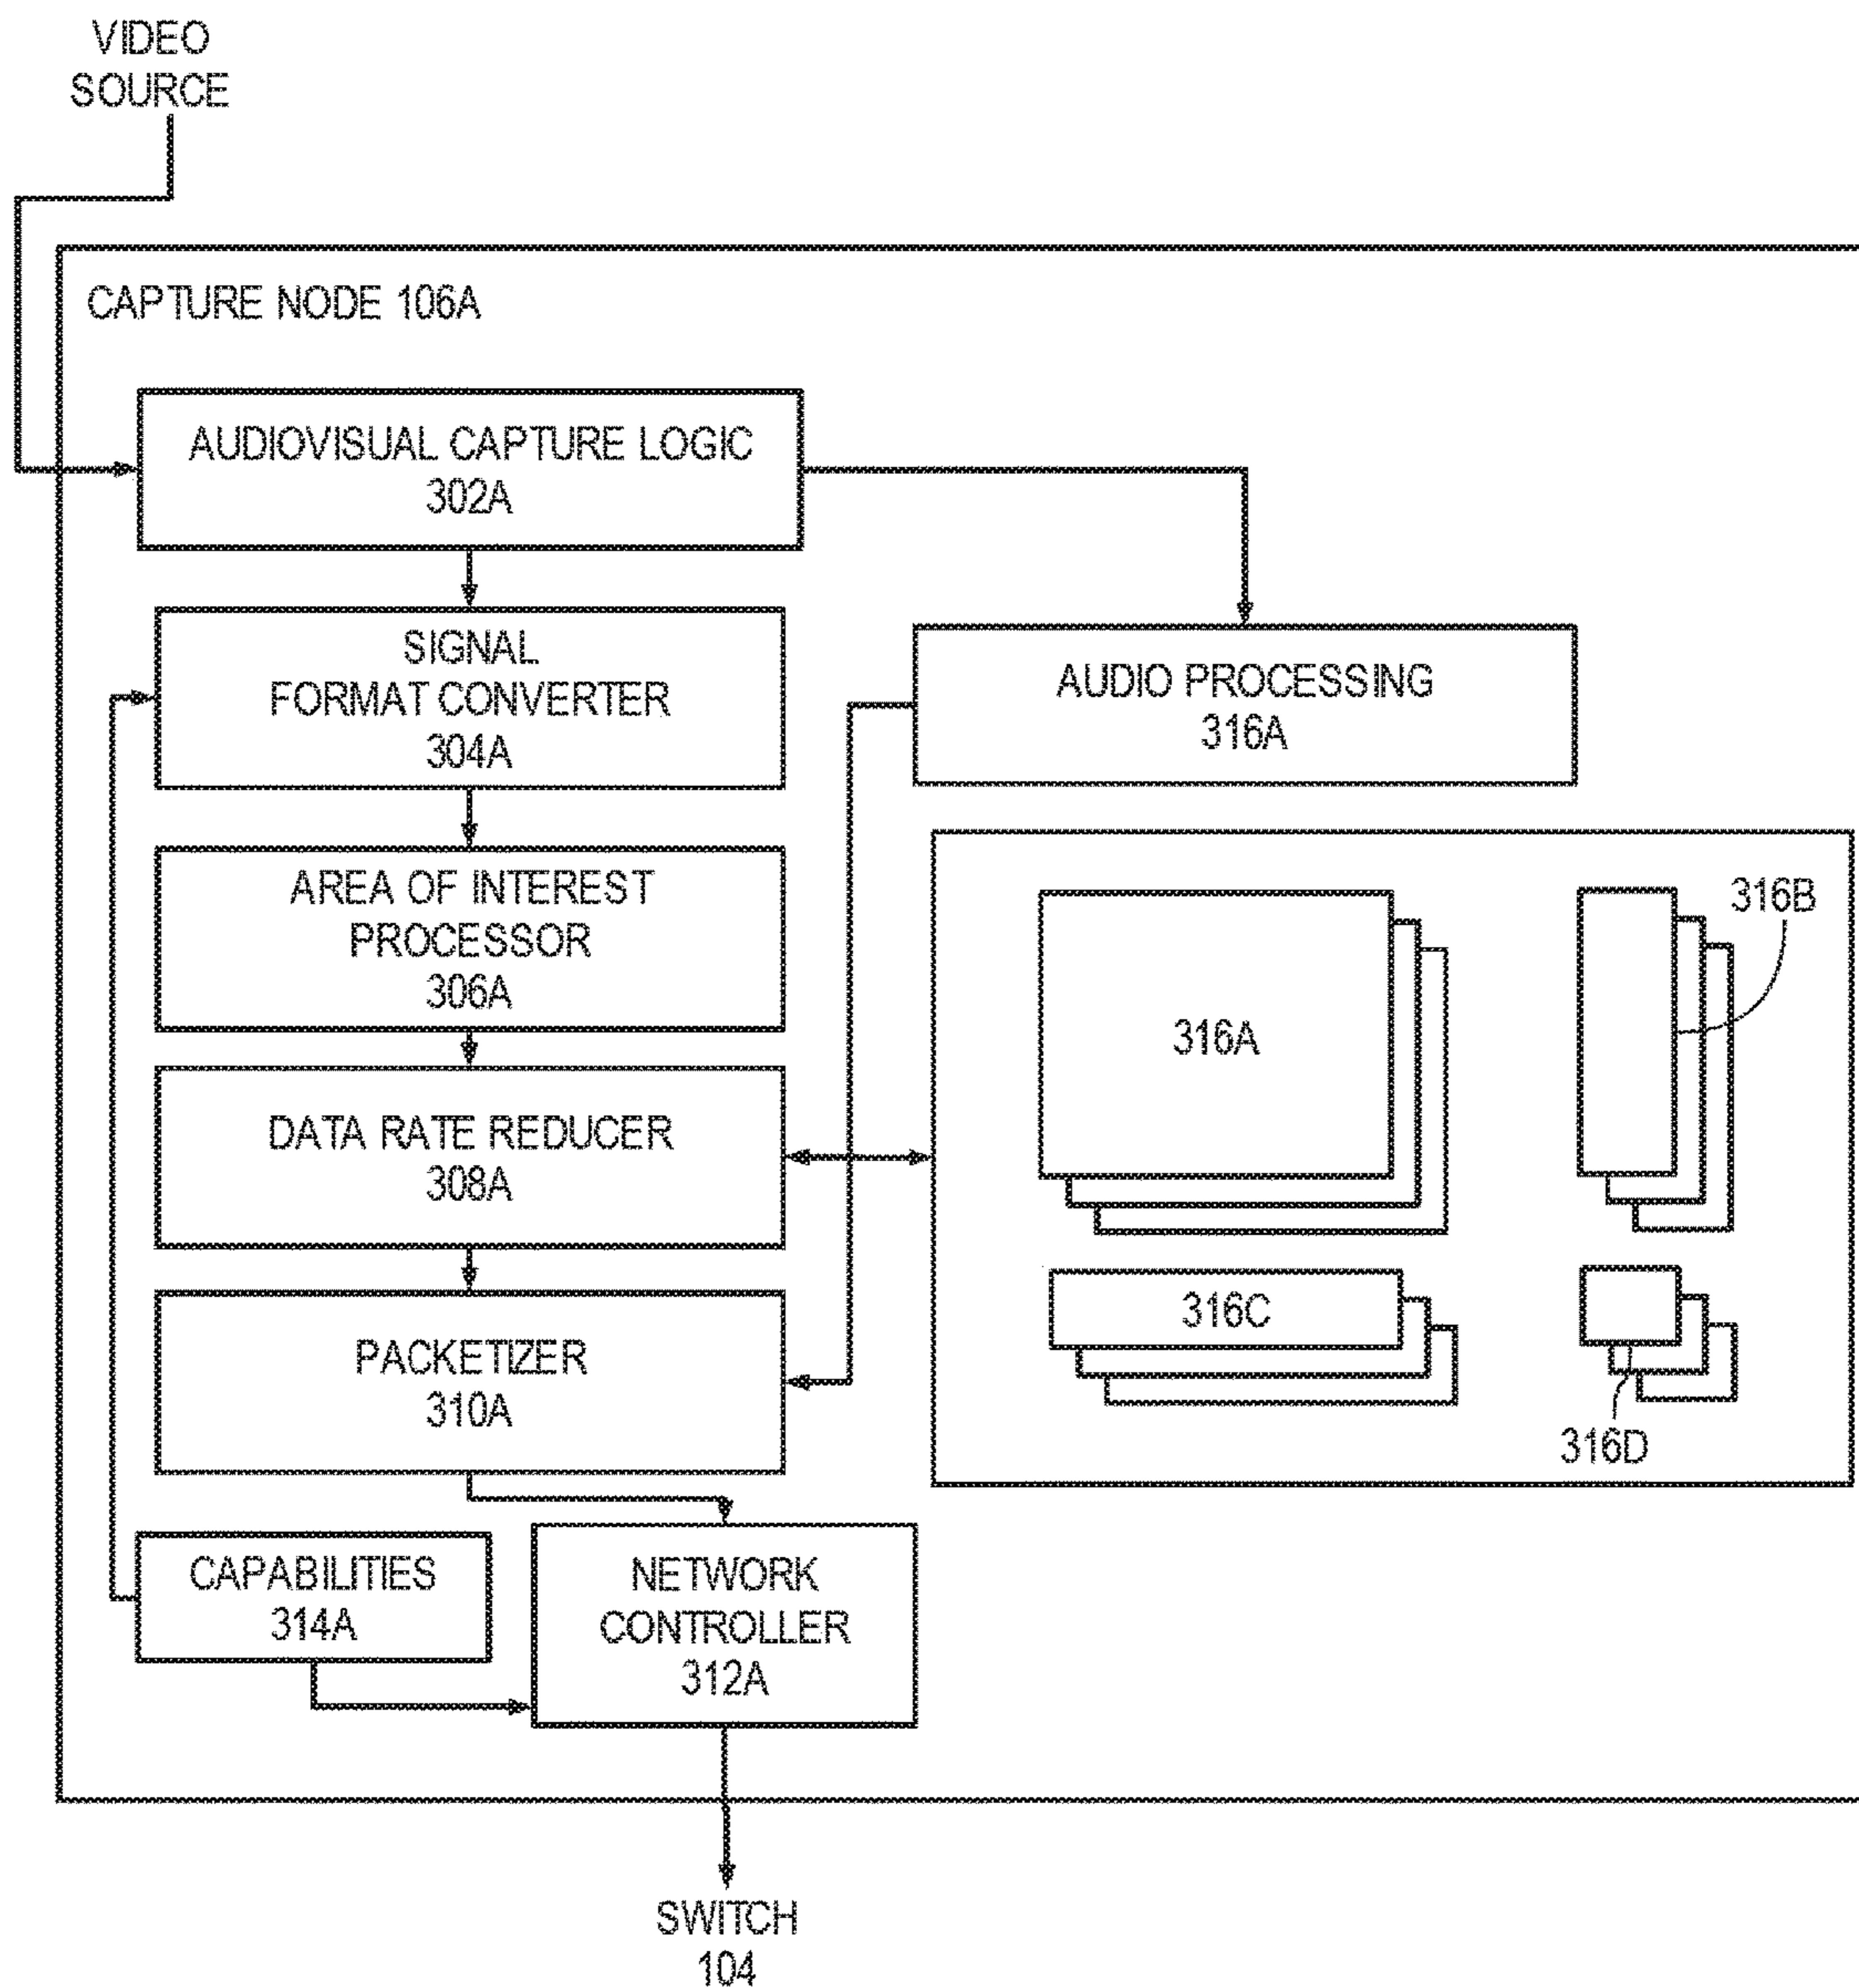 VIDEO
SOURCE
CAPTURE NODE 106A
AUDIOVISUAL CAPTURE LOGIC
302A
SIGNAL
FORMAT CONVERTER
304A
AUDIO PROCESSING
316A
AREA OF INTEREST
PROCESSOR
306A
316A
316B
DATA RATE REDUCER
308A
316C
316D
PACKETIZER
310A
CAPABILITIES
314A
NETWORK
CONTROLLER
312A
SWITCH
104